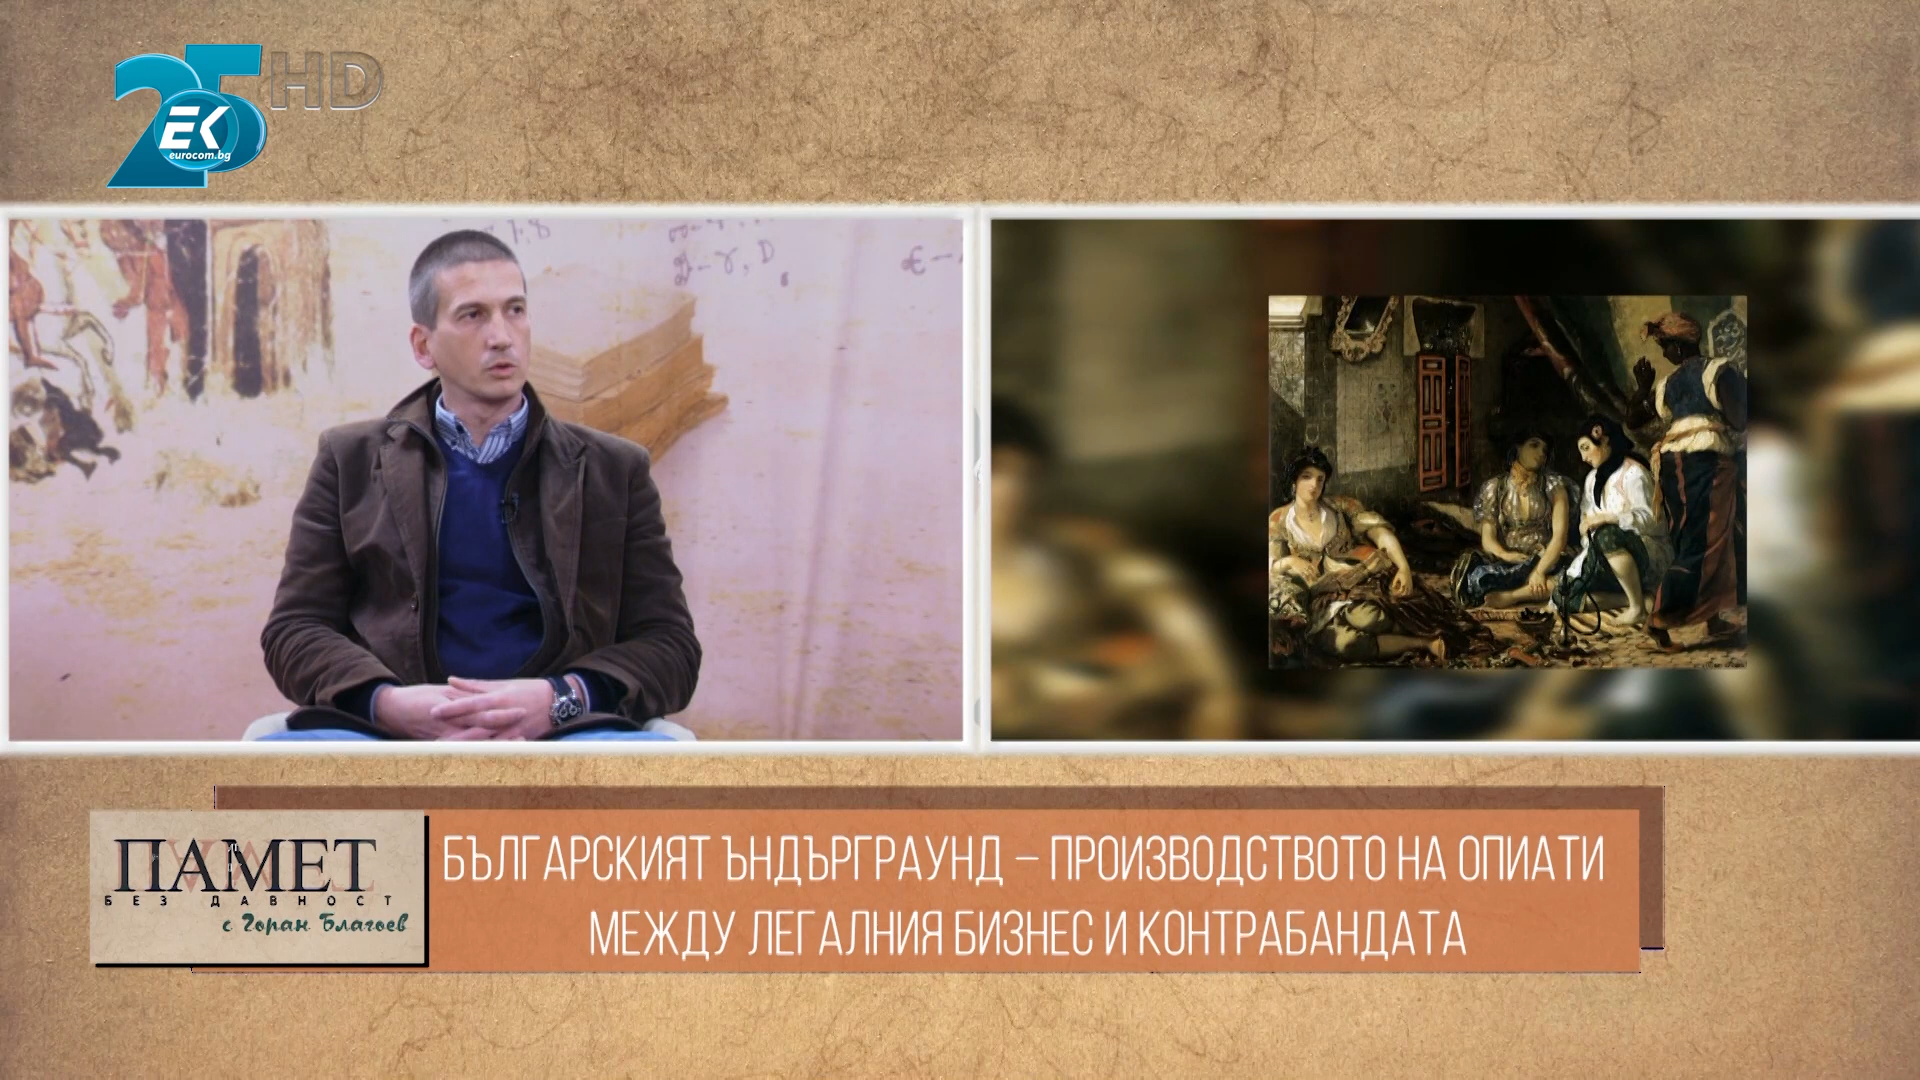 25 HD
EK
eurocom.bg
ПАМЕТ
БЕЗ ДАВНОСТ
с Горан Благоев
БЪЛГАРСКИЯТ ЪНДЪРГРАУНД – ПРОИЗВОДСТВОТО НА ОПИАТИ
МЕЖДУ ЛЕГАЛНИЯ БИЗНЕС И КОНТРАБАНДАТА